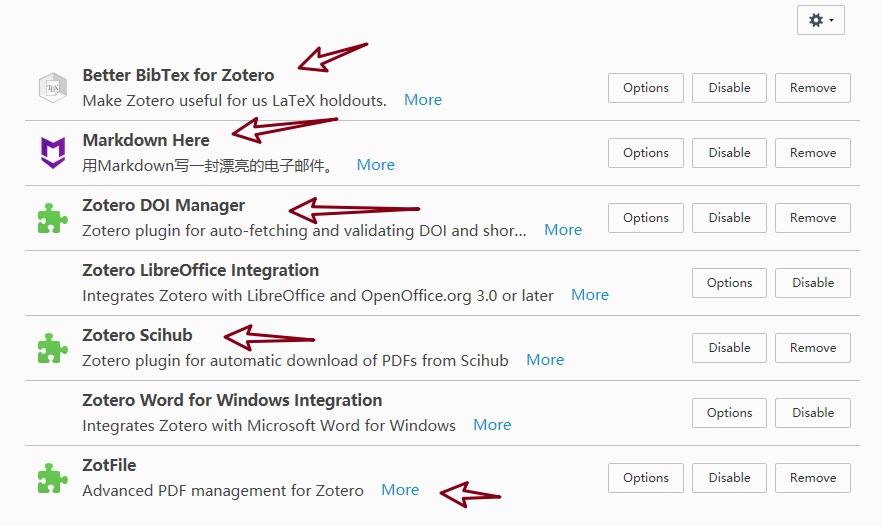 Better BibTex for Zotero
Make Zotero useful for us LaTeX holdouts. More
Options Disable Remove
Markdown Here
用Markdown写一封漂亮的电子邮件。 More
Options Disable Remove
Zotero DOI Manager
Zotero plugin for auto-fetching and validating DOI and shor... More
Options Disable Remove
Zotero LibreOffice Integration
Integrates Zotero with LibreOffice and OpenOffice.org 3.0 or later More
Options Disable
Zotero Scihub
Zotero plugin for automatic download of PDFs from Scihub More
Disable Remove
Zotero Word for Windows Integration
Integrates Zotero with Microsoft Word for Windows More
Options Disable
ZotFile
Advanced PDF management for Zotero More
Options Disable Remove